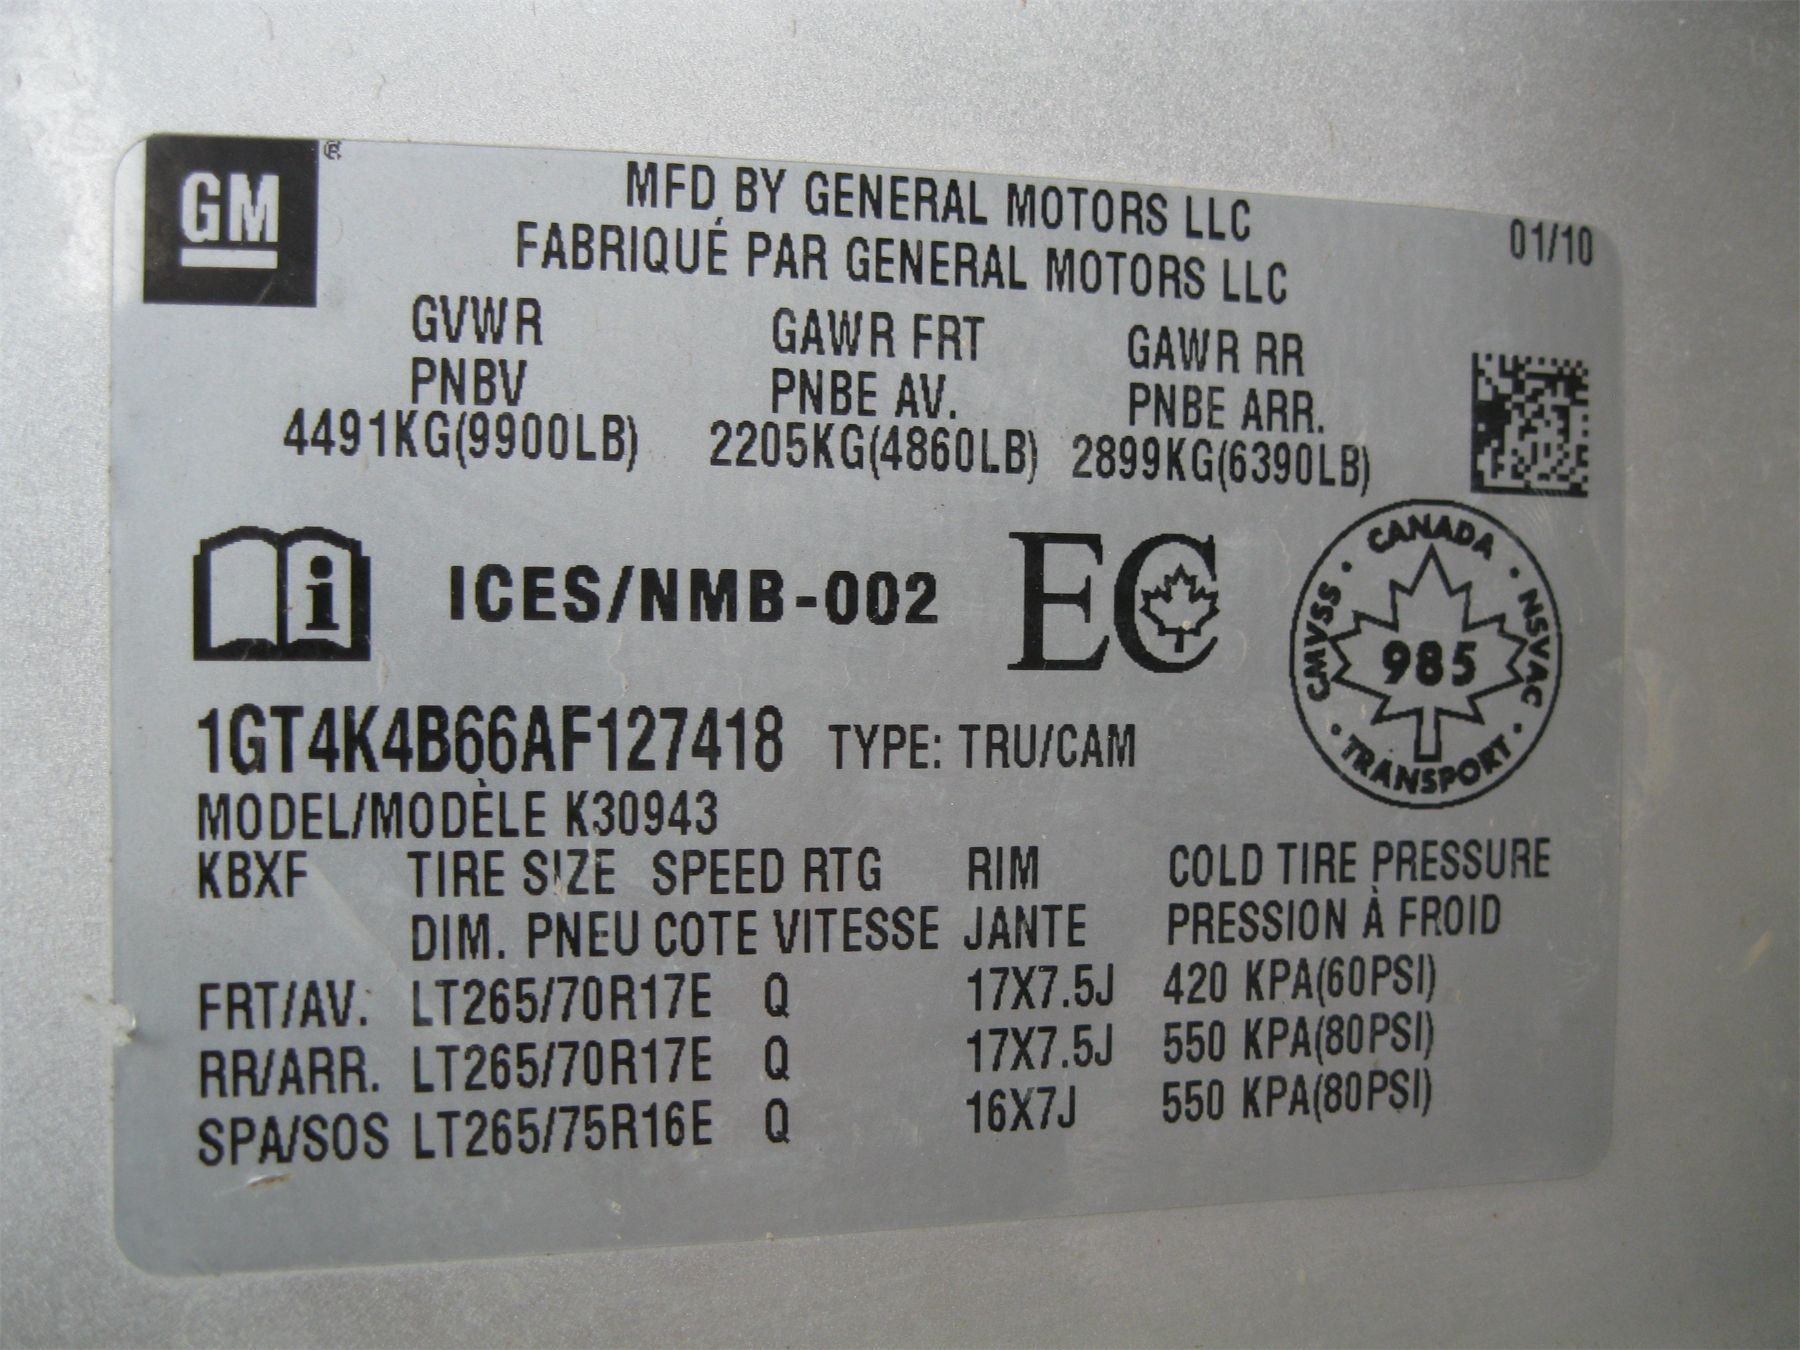 GM ®
MFD BY GENERAL MOTORS LLC
FABRIQUÉ PAR GENERAL MOTORS LLC
01/10
GVWR GAWR FRT GAWR RR
PNBV PNBE AV. PNBE ARR.
4491KG(9900LB) 2205KG(4860LB) 2899KG(6390LB)
i ICES/NMB-002 EC
CANADA
CMVSS · 985 · NSVAC
· TRANSPORT ·
1GT4K4B66AF127418 TYPE: TRU/CAM
MODEL/MODÈLE K30943
KBXF TIRE SIZE SPEED RTG RIM COLD TIRE PRESSURE
DIM. PNEU COTE VITESSE JANTE PRESSION À FROID
FRT/AV. LT265/70R17E Q 17X7.5J 420 KPA(60PSI)
RR/ARR. LT265/70R17E Q 17X7.5J 550 KPA(80PSI)
SPA/SOS LT265/75R16E Q 16X7J 550 KPA(80PSI)